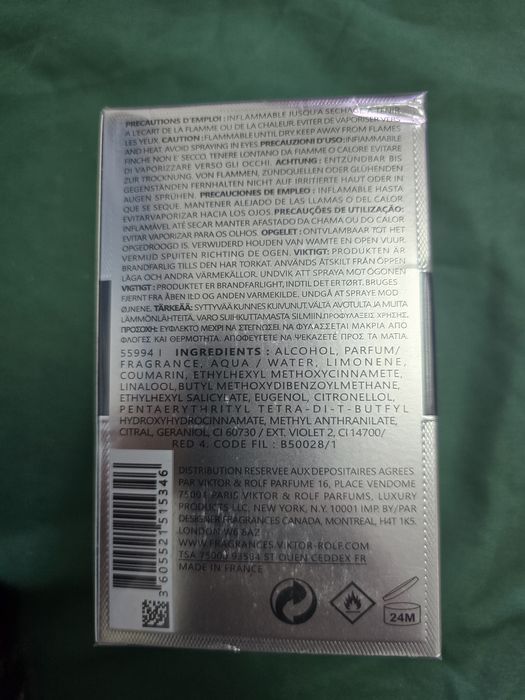 PRECAUTIONS D'EMPLOI : INFLAMMABLE JUSQU'A SECHAGE. A TENIR
A L'ECART DE LA FLAMME OU DE LA CHALEUR. EVITER DE VAPORISER VERS
LES YEUX. CAUTION : FLAMMABLE UNTIL DRY. KEEP AWAY FROM FLAMES
AND HEAT. AVOID SPRAYING IN EYES PRECAUZIONI D'USO: INFIAMMABILE
FINCHE NON E' SECCO. TENERE LONTANO DA FIAMME O CALORE EVITARE
DI VAPORIZZARE VERSO GLI OCCHI. ACHTUNG : ENTZÜNDBAR BIS
ZUR TROCKNUNG. VON FLAMMEN, ZÜNDQUELLEN ODER GLÜHENDEN
GEGENSTÄNDEN FERNHALTEN NICHT AUF IRRITIERTE HAUT ODER IN
AUGEN SPRÜHEN. PRECAUCIONES DE EMPLEO : INFLAMABLE HASTA
QUE SE SEQUE. MANTENER ALEJADO DE LAS LLAMAS O DEL CALOR
EVITAR VAPORIZAR HACIA LOS OJOS. PRECAUÇÕES DE UTILIZAÇÃO:
INFLAMÁVEL ATÉ SECAR MANTER AFASTADO DA CHAMA OU DO CALOR
EVITAR VAPORIZAR PARA OS OLHOS. OPGELET : ONTVLAMBAAR TOT HET
OPGEDROOGD IS. VERWIJDERD HOUDEN VAN WAMTE EN OPEN VUUR.
VERMIJD SPUITEN RICHTING DE OGEN. VIKTIGT: PRODUKTEN ÄR
BRANDFARLIG TILLS DEN HAR TORKAT. ANVÄNDS ÅTSKILT FRÅN ÖPPEN
LÅGA OCH ANDRA VÄRMEKÄLLOR. UNDVIK ATT SPRAYA MOT ÖGONEN
VIGTIGT : PRODUKTET ER BRANDFARLIGT, INDTIL DET ER TØRT. BRUGES
FJERNT FRA ÅBEN ILD OG ANDEN VARMEKILDE. UNDGÅ AT SPRAYE MOD
ØJNENE. TÄRKEÄÄ: SYTTYVÄÄ KUNNES KUIVUNUT. VÄLTÄ AVOTULTA JA MUITA
LÄMMÖNLÄHTEITÄ. VARO SUIHKUTTAMASTA SILMIIN. ΠΡΟΦΥΛΑΞΕΙΣ ΧΡΗΣΗΣ.
ΠΡΟΣΟΧΗ: ΕΥΦΛΕΚΤΟ ΜΕΧΡΙ ΝΑ ΣΤΕΓΝΩΣΕΙ ΝΑ ΦΥΛΑΣΣΕΤΑΙ ΜΑΚΡΙΑ ΑΠΟ
ΦΛΟΓΕΣ ΚΑΙ ΘΕΡΜΟΤΗΤΑ. ΑΠΟΦΕΥΓΕΤΕ ΝΑ ΨΕΚΑΖΕΤΕ ΠΡΟΣ ΤΑ ΜΑΤΙΑ.
55994 I INGREDIENTS : ALCOHOL, PARFUM/
FRAGRANCE, AQUA / WATER, LIMONENE,
COUMARIN, ETHYLHEXYL METHOXYCINNAMETE,
LINALOOL,BUTYL METHOXYDIBENZOYLMETHANE,
ETHYLHEXYL SALICYLATE, EUGENOL, CITRONELLOL,
PENTAERYTHRITYL TETRA-DI-T-BUTFYL
HYDROXYHYDROCINNAMATE, METHYL ANTHRANILATE,
CITRAL, GERANIOL, CI 60730 / EXT. VIOLET 2, CI 14700/
RED 4. CODE FIL : B50028/1
DISTRIBUTION RESERVEE AUX DEPOSITAIRES AGREES
PAR VIKTOR & ROLF PARFUME 16, PLACE VENDOME
75001 PARIS VIKTOR & ROLF PARFUMS, LUXURY
PRODUCTS LLC, NEW YORK, N.Y. 10001 IMP. BY/PAR
DESIGNER FRAGRANCES CANADA, MONTREAL, H4T 1K5.
LONDON W6 8AZ
WWW.FRAGRANCES.VIKTOR-ROLF.COM
TSA 75000 93584 ST OUEN CEDDEX FR
MADE IN FRANCE
3 605521 515346
24M